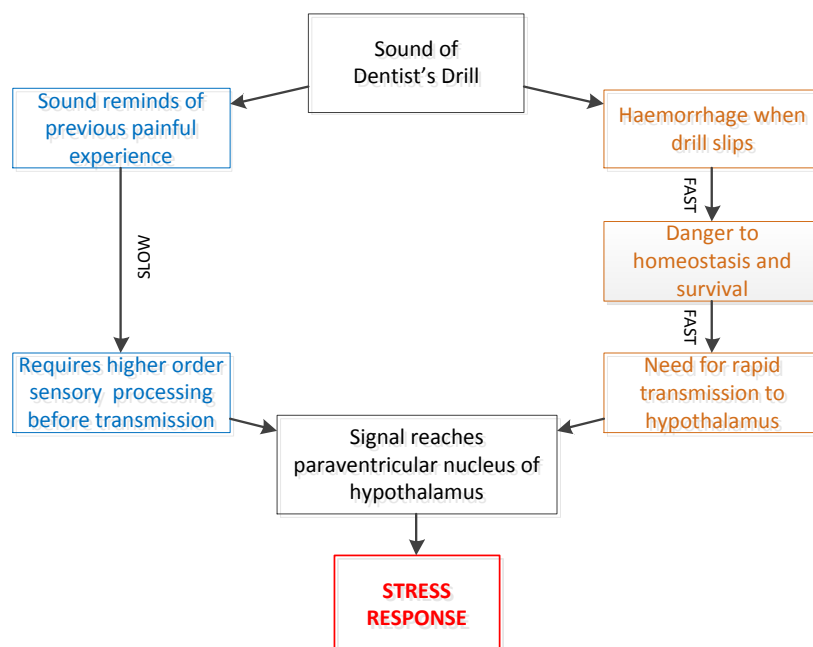 Sound of
Dentist's Drill
Sound reminds of
previous painful
experience
Haemorrhage when
drill slips
SLOW
FAST
Danger to
homeostasis and
survival
FAST
Requires higher order
sensory processing
before transmission
Need for rapid
transmission to
hypothalamus
Signal reaches
paraventricular nucleus of
hypothalamus
STRESS
RESPONSE